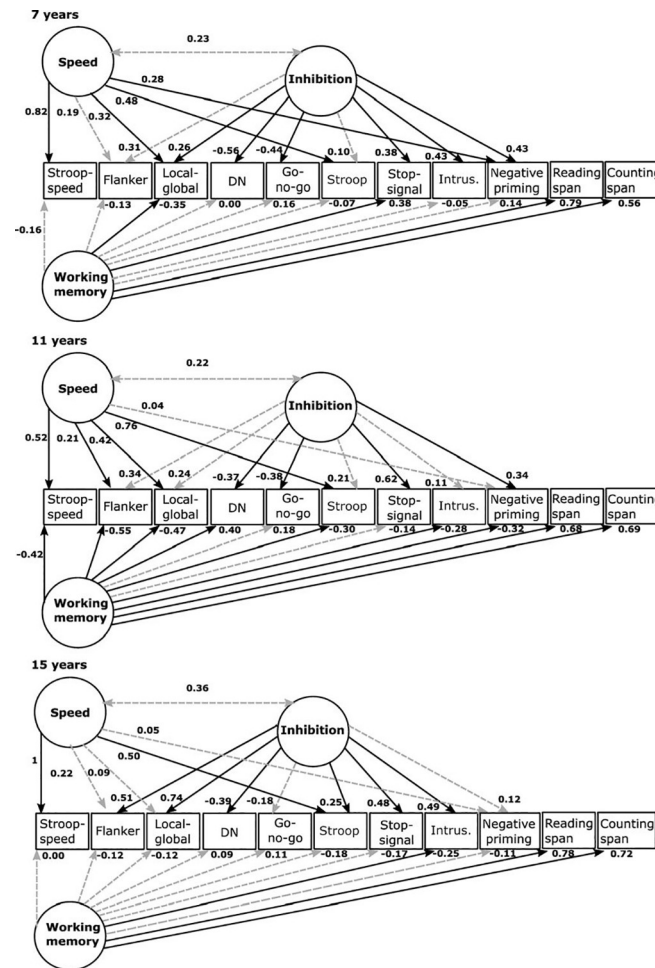 7 years
0.23
Speed
Inhibition
0.28
0.48
0.82
0.19
0.32
0.31
0.26
-0.56
-0.44
0.10
0.38
0.43
0.43
Stroop-
speed
Flanker
Local-
global
DN
Go-
no-go
Stroop
Stop-
signal
Intrus.
Negative
priming
Reading
span
Counting
span
-0.13
-0.35
0.00
0.16
-0.07
0.38
-0.05
0.14
0.79
0.56
-0.16
Working
memory
11 years
0.22
Speed
Inhibition
0.04
0.76
0.52
0.21
0.42
0.34
0.24
-0.37
-0.38
0.21
0.62
0.11
0.34
Stroop-
speed
Flanker
Local-
global
DN
Go-
no-go
Stroop
Stop-
signal
Intrus.
Negative
priming
Reading
span
Counting
span
-0.55
-0.47
0.40
0.18
-0.30
-0.14
-0.28
-0.32
0.68
0.69
-0.42
Working
memory
15 years
0.36
Speed
Inhibition
0.05
0.50
1
0.22
0.09
0.51
0.74
-0.39
-0.18
0.25
0.48
0.49
0.12
Stroop-
speed
Flanker
Local-
global
DN
Go-
no-go
Stroop
Stop-
signal
Intrus.
Negative
priming
Reading
span
Counting
span
0.00
-0.12
-0.12
0.09
0.11
-0.18
-0.17
-0.25
-0.11
0.78
0.72
Working
memory